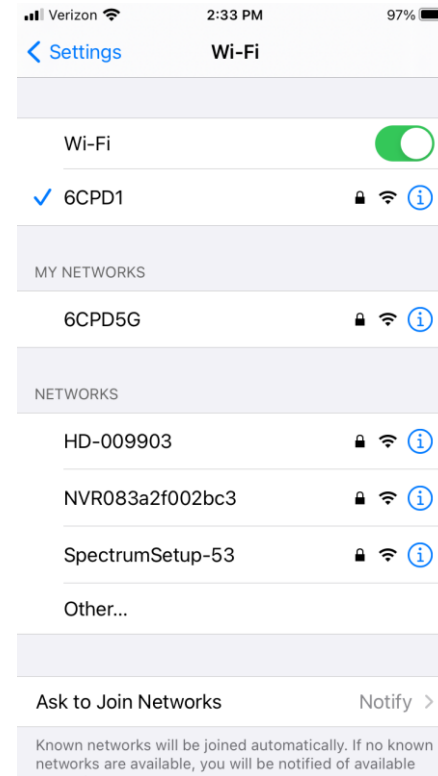 Verizon 2:33 PM 97%
Settings Wi-Fi
Wi-Fi
6CPD1
MY NETWORKS
6CPD5G
NETWORKS
HD-009903
NVR083a2f002bc3
SpectrumSetup-53
Other...
Ask to Join Networks Notify
Known networks will be joined automatically. If no known
networks are available, you will be notified of available